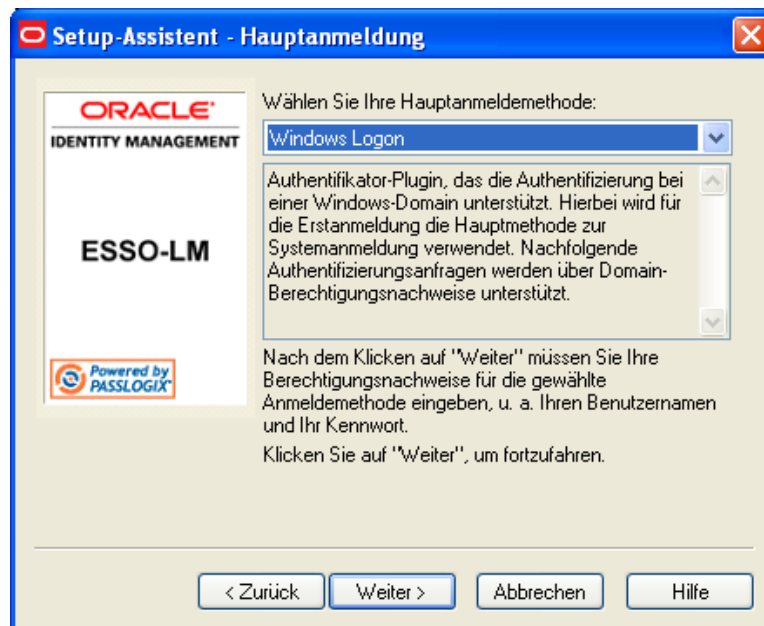 Setup-Assistent - Hauptanmeldung
ORACLE
IDENTITY MANAGEMENT
ESSO-LM
Powered by
PASSLOGIX
Wählen Sie Ihre Hauptanmeldemethode:
Windows Logon
Authentifikator-Plugin, das die Authentifizierung bei
einer Windows-Domain unterstützt. Hierbei wird für
die Erstanmeldung die Hauptmethode zur
Systemanmeldung verwendet. Nachfolgende
Authentifizierungsanfragen werden über Domain-
Berechtigungsnachweise unterstützt.
Nach dem Klicken auf "Weiter" müssen Sie Ihre
Berechtigungsnachweise für die gewählte
Anmeldemethode eingeben, u. a. Ihren Benutzernamen
und Ihr Kennwort.
Klicken Sie auf "Weiter", um fortzufahren.
< Zurück
Weiter >
Abbrechen
Hilfe